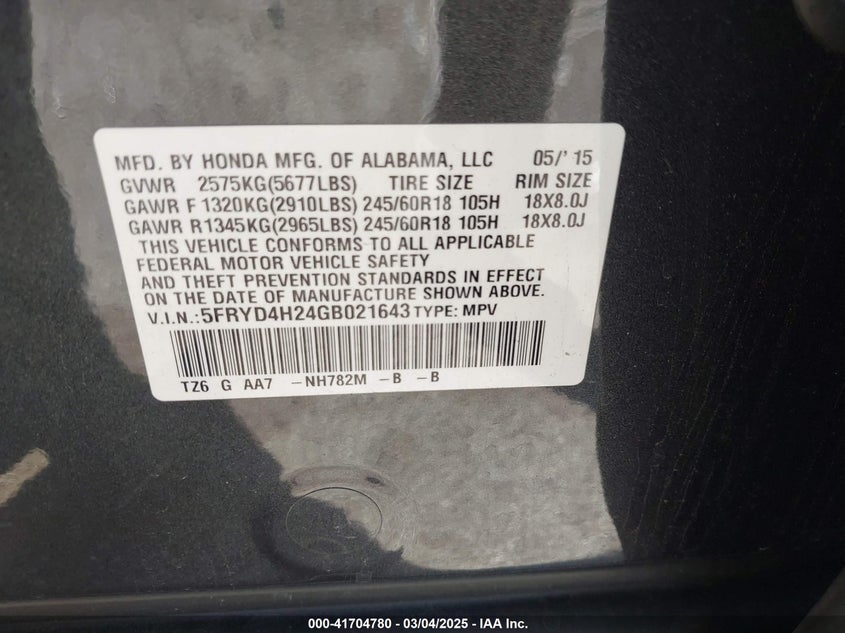 MFD. BY HONDA MFG. OF ALABAMA, LLC 05/' 15
GVWR 2575KG(5677LBS) TIRE SIZE RIM SIZE
GAWR F 1320KG(2910LBS) 245/60R18 105H 18X8.0J
GAWR R1345KG(2965LBS) 245/60R18 105H 18X8.0J
THIS VEHICLE CONFORMS TO ALL APPLICABLE
FEDERAL MOTOR VEHICLE SAFETY
AND THEFT PREVENTION STANDARDS IN EFFECT
ON THE DATE OF MANUFACTURE SHOWN ABOVE.
V.I.N.:5FRYD4H24GB021643 TYPE: MPV
TZ6 G AA7 –NH782M –B –B
000-41704780 - 03/04/2025 - IAA Inc.